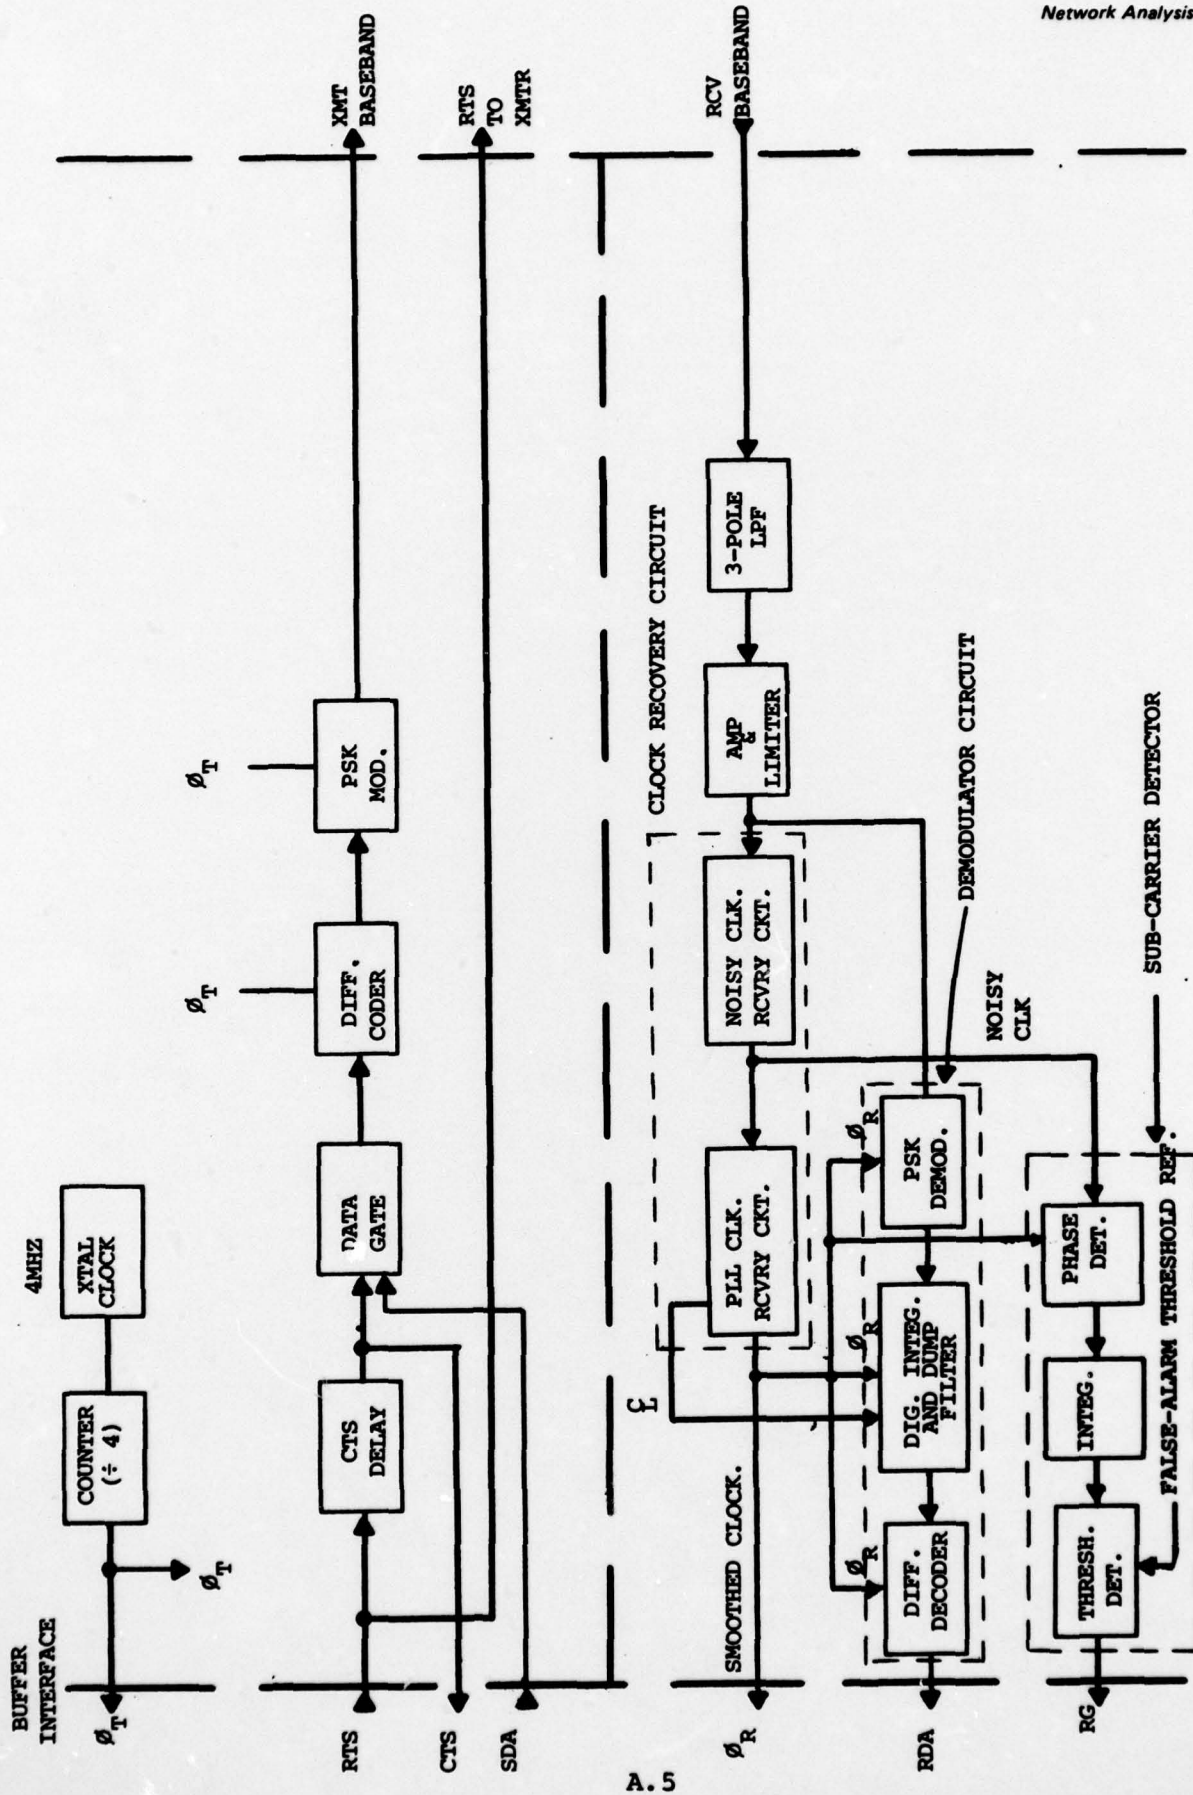 Network Analysis
BUFFER
INTERFACE
4MHZ
XTAL
CLOCK
COUNTER
(÷ 4)
ØT
ØT
RTS
CTS
DELAY
DATA
GATE
DIFF.
CODER
ØT
PSK
MOD.
ØT
XMT
BASEBAND
RTS
TO
XMTR
CTS
SDA
RCV
BASEBAND
3-POLE
LPF
AMP
&
LIMITER
CLOCK RECOVERY CIRCUIT
NOISY CLK.
RCVRY CKT.
PLL CLK.
RCVRY CKT.
℄
SMOOTHED CLOCK.
ØR
DEMODULATOR CIRCUIT
NOISY
CLK
PSK
DEMOD.
ØR
DIG. INTEG.
AND DUMP
FILTER
ØR
DIFF.
DECODER
ØR
RDA
SUB-CARRIER DETECTOR
PHASE
DET.
INTEG.
THRESH.
DET.
FALSE-ALARM THRESHOLD REF.
RG
A.5